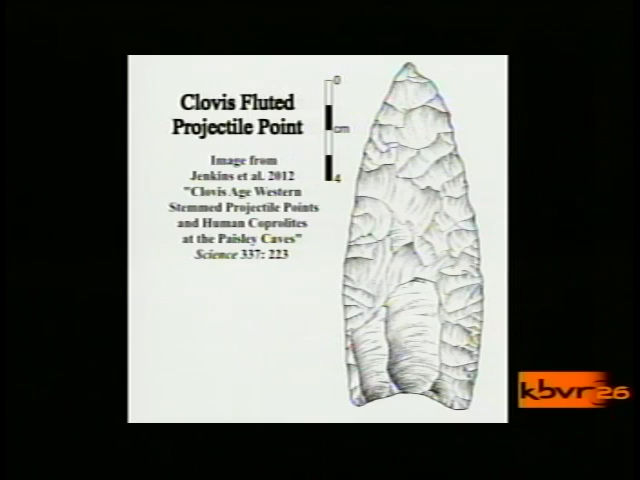 Clovis Fluted
Projectile Point
Image from
Jenkins et al. 2012
"Clovis Age Western
Stemmed Projectile Points
and Human Coprolites
at the Paisley Caves"
Science 337: 223
0
cm
4
kbvr 26